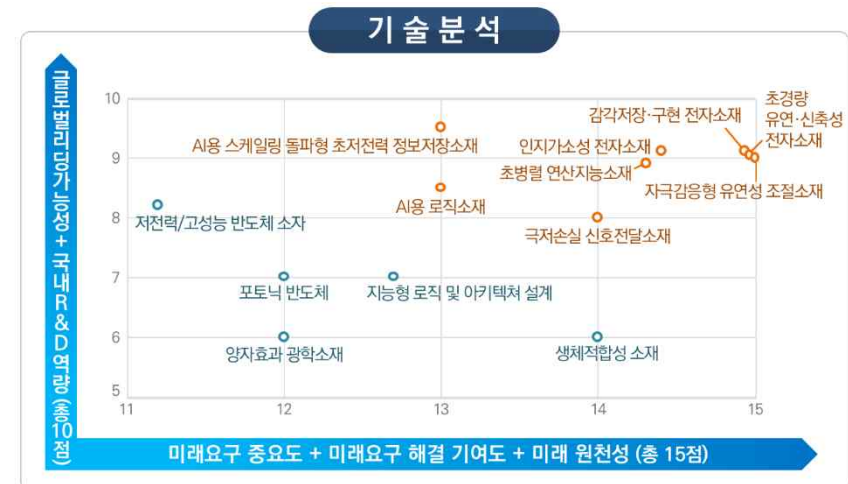 기술분석
글로벌리딩가능성 + 국내R&D역량 (총10점)
10
9
8
7
6
5
11
12
13
14
15
AI용 스케일링 돌파형 초저전력 정보저장소재
AI용 로직소재
인지가소성 전자소재
초병렬 연산지능소재
감각저장·구현 전자소재
초경량
유연·신축성
전자소재
자극감응형 유연성 조절소재
극저손실 신호전달소재
저전력/고성능 반도체 소자
포토닉 반도체
지능형 로직 및 아키텍쳐 설계
양자효과 광학소재
생체적합성 소재
미래요구 중요도 + 미래요구 해결 기여도 + 미래 원천성 (총 15점)